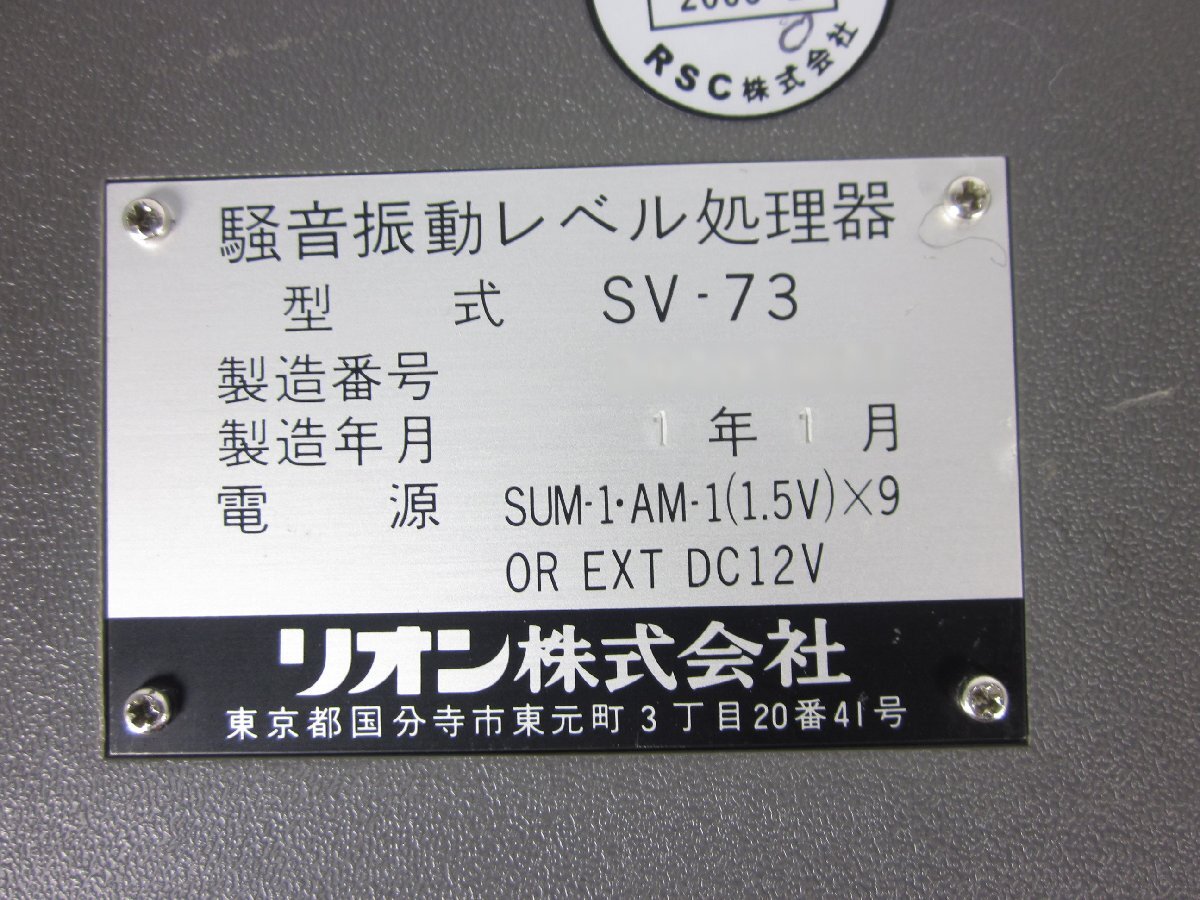 RSC株式会社
騒音振動レベル処理器
型 式 SV-73
製造番号
製造年月 1 年 1 月
電 源 SUM-1・AM-1(1.5V)×9
OR EXT DC12V
リオン株式会社
東京都国分寺市東元町3丁目20番41号